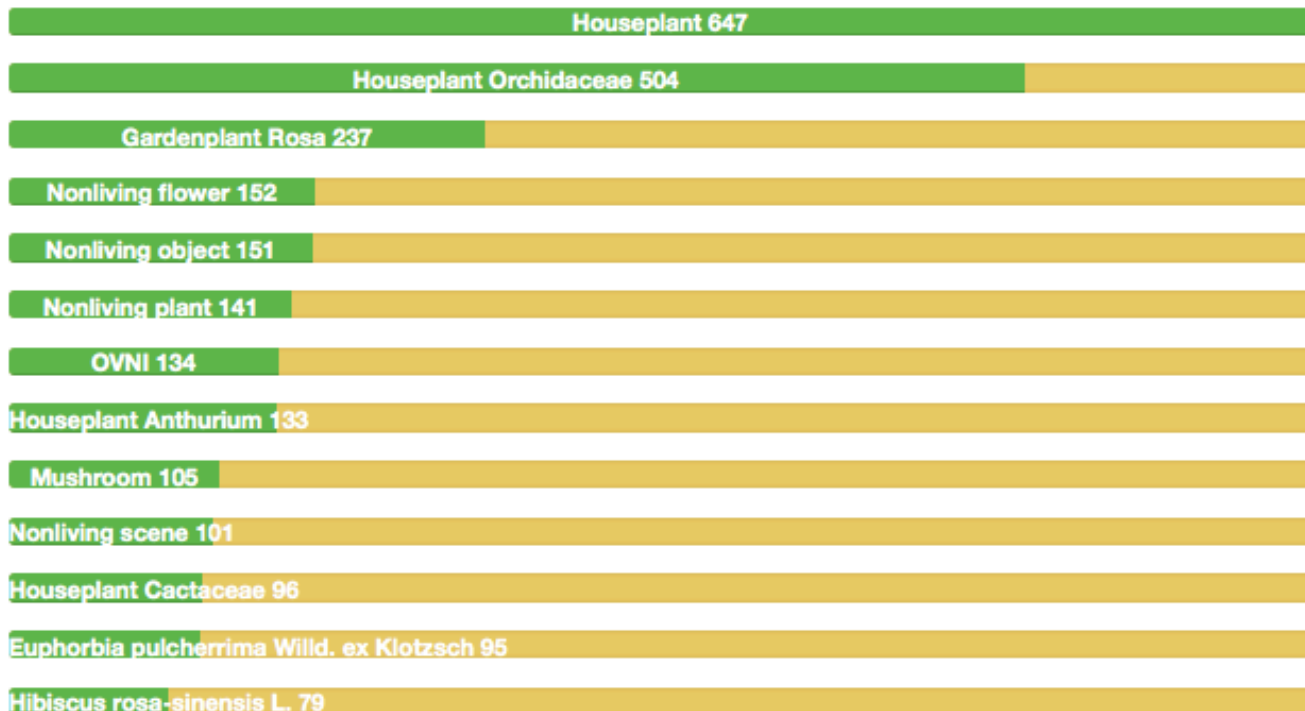 Houseplant 647
Houseplant Orchidaceae 504
Gardenplant Rosa 237
Nonliving flower 152
Nonliving object 151
Nonliving plant 141
OVNI 134
Houseplant Anthurium 133
Mushroom 105
Nonliving scene 101
Houseplant Cactaceae 96
Euphorbia pulcherrima Willd. ex Klotzsch 95
Hibiscus rosa-sinensis L. 79